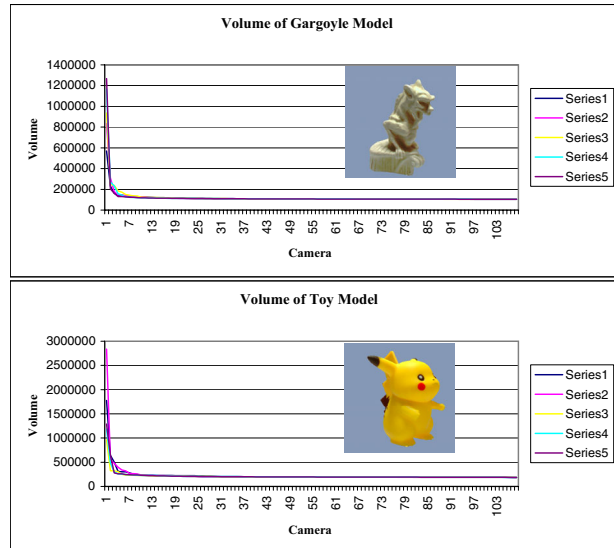 Volume of Gargoyle Model
1400000
1200000
1000000
800000
600000
400000
200000
0
Volume
1 7 13 19 25 31 37 43 49 55 61 67 73 79 85 91 97 103
Camera
Series1
Series2
Series3
Series4
Series5
Volume of Toy Model
3000000
2500000
2000000
1500000
1000000
500000
0
Volume
1 7 13 19 25 31 37 43 49 55 61 67 73 79 85 91 97 103
Camera
Series1
Series2
Series3
Series4
Series5